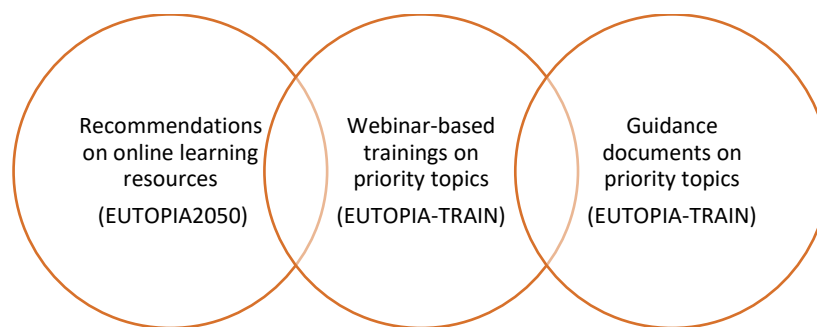 Recommendations
on online learning
resources
(EUTOPIA2050)
Webinar-based
trainings on
priority topics
(EUTOPIA-TRAIN)
Guidance
documents on
priority topics
(EUTOPIA-TRAIN)